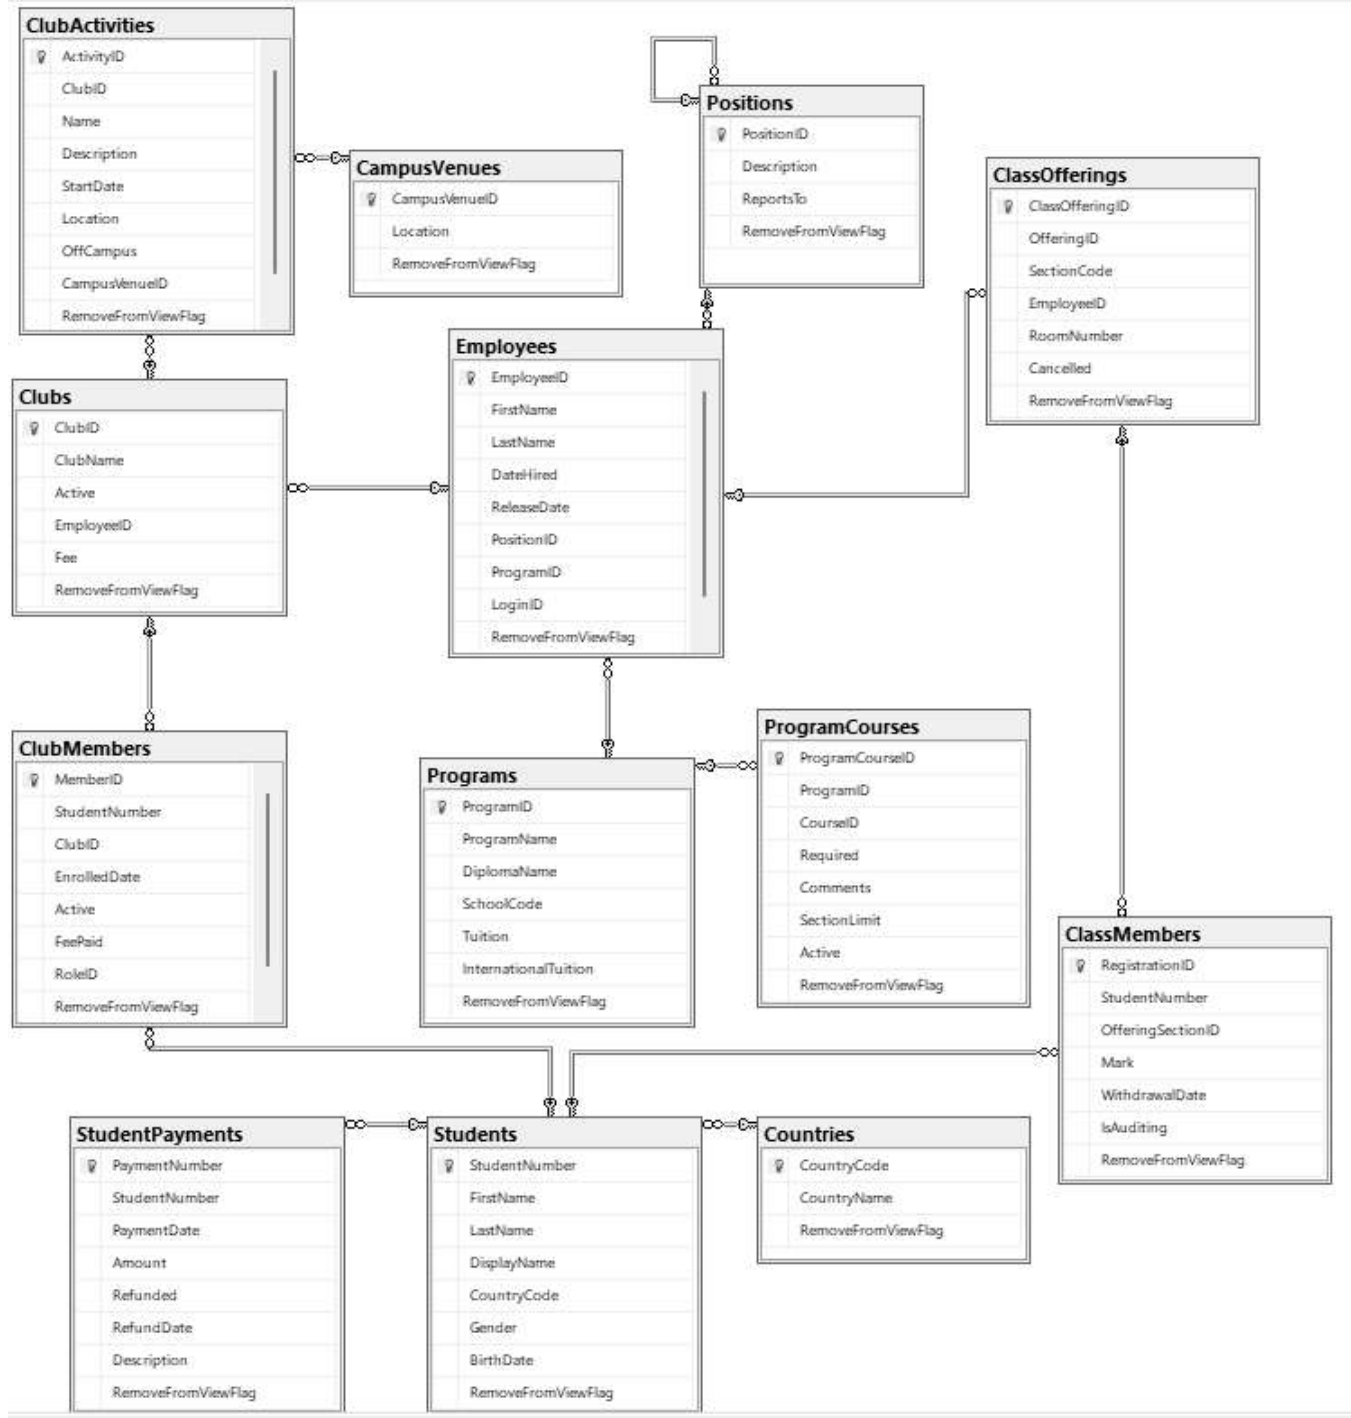 ClubActivities
ActivityID
ClubID
Name
Description
StartDate
Location
OffCampus
CampusVenueID
RemoveFromViewFlag
CampusVenues
CampusVenueID
Location
RemoveFromViewFlag
Positions
PositionID
Description
ReportsTo
RemoveFromViewFlag
ClassOfferings
ClassOfferingID
OfferingID
SectionCode
EmployeeID
RoomNumber
Cancelled
RemoveFromViewFlag
Clubs
ClubID
ClubName
Active
EmployeeID
Fee
RemoveFromViewFlag
Employees
EmployeeID
FirstName
LastName
DateHired
ReleaseDate
PositionID
ProgramID
LoginID
RemoveFromViewFlag
ClubMembers
MemberID
StudentNumber
ClubID
EnrolledDate
Active
FeePaid
RoleID
RemoveFromViewFlag
Programs
ProgramID
ProgramName
DiplomaName
SchoolCode
Tuition
InternationalTuition
RemoveFromViewFlag
ProgramCourses
ProgramCourseID
ProgramID
CourseID
Required
Comments
SectionLimit
Active
RemoveFromViewFlag
ClassMembers
RegistrationID
StudentNumber
OfferingSectionID
Mark
WithdrawalDate
IsAuditing
RemoveFromViewFlag
StudentPayments
PaymentNumber
StudentNumber
PaymentDate
Amount
Refunded
RefundDate
Description
RemoveFromViewFlag
Students
StudentNumber
FirstName
LastName
DisplayName
CountryCode
Gender
BirthDate
RemoveFromViewFlag
Countries
CountryCode
CountryName
RemoveFromViewFlag